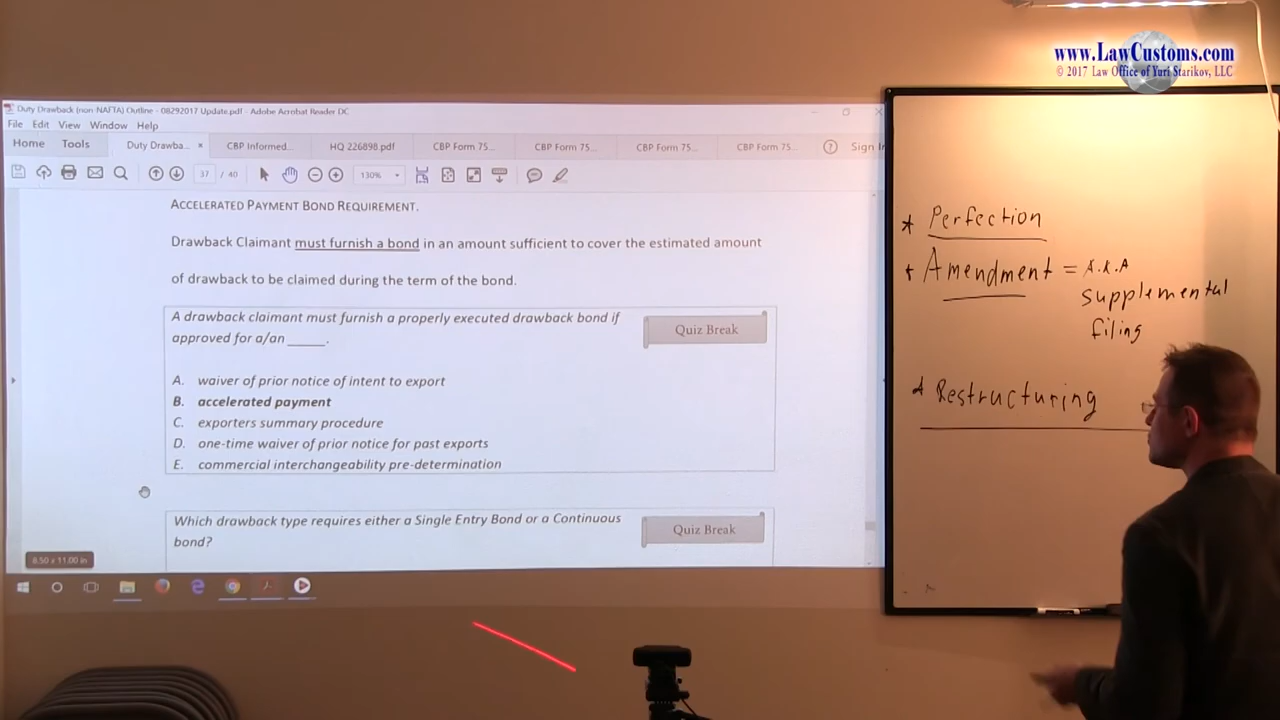 www.LawCustoms.com
© 2017 Law Office of Yuri Starikov, LLC
Duty Drawback (non-NAFTA) Outline - 08292017 Update.pdf - Adobe Acrobat Reader DC
File Edit View Window Help
Home Tools Duty Drawba... × CBP Informed... HQ 226898.pdf CBP Form 75... CBP Form 75... CBP Form 75... CBP Form 75... Sign In
37 / 40 130%
ACCELERATED PAYMENT BOND REQUIREMENT.
Drawback Claimant must furnish a bond in an amount sufficient to cover the estimated amount
of drawback to be claimed during the term of the bond.
A drawback claimant must furnish a properly executed drawback bond if
approved for a/an _____.
Quiz Break
A. waiver of prior notice of intent to export
B. accelerated payment
C. exporters summary procedure
D. one-time waiver of prior notice for past exports
E. commercial interchangeability pre-determination
Which drawback type requires either a Single Entry Bond or a Continuous
bond?
Quiz Break
8.50 x 11.00 in
* Perfection
* Amendment = A.K.A
supplemental
filing
* Restructuring